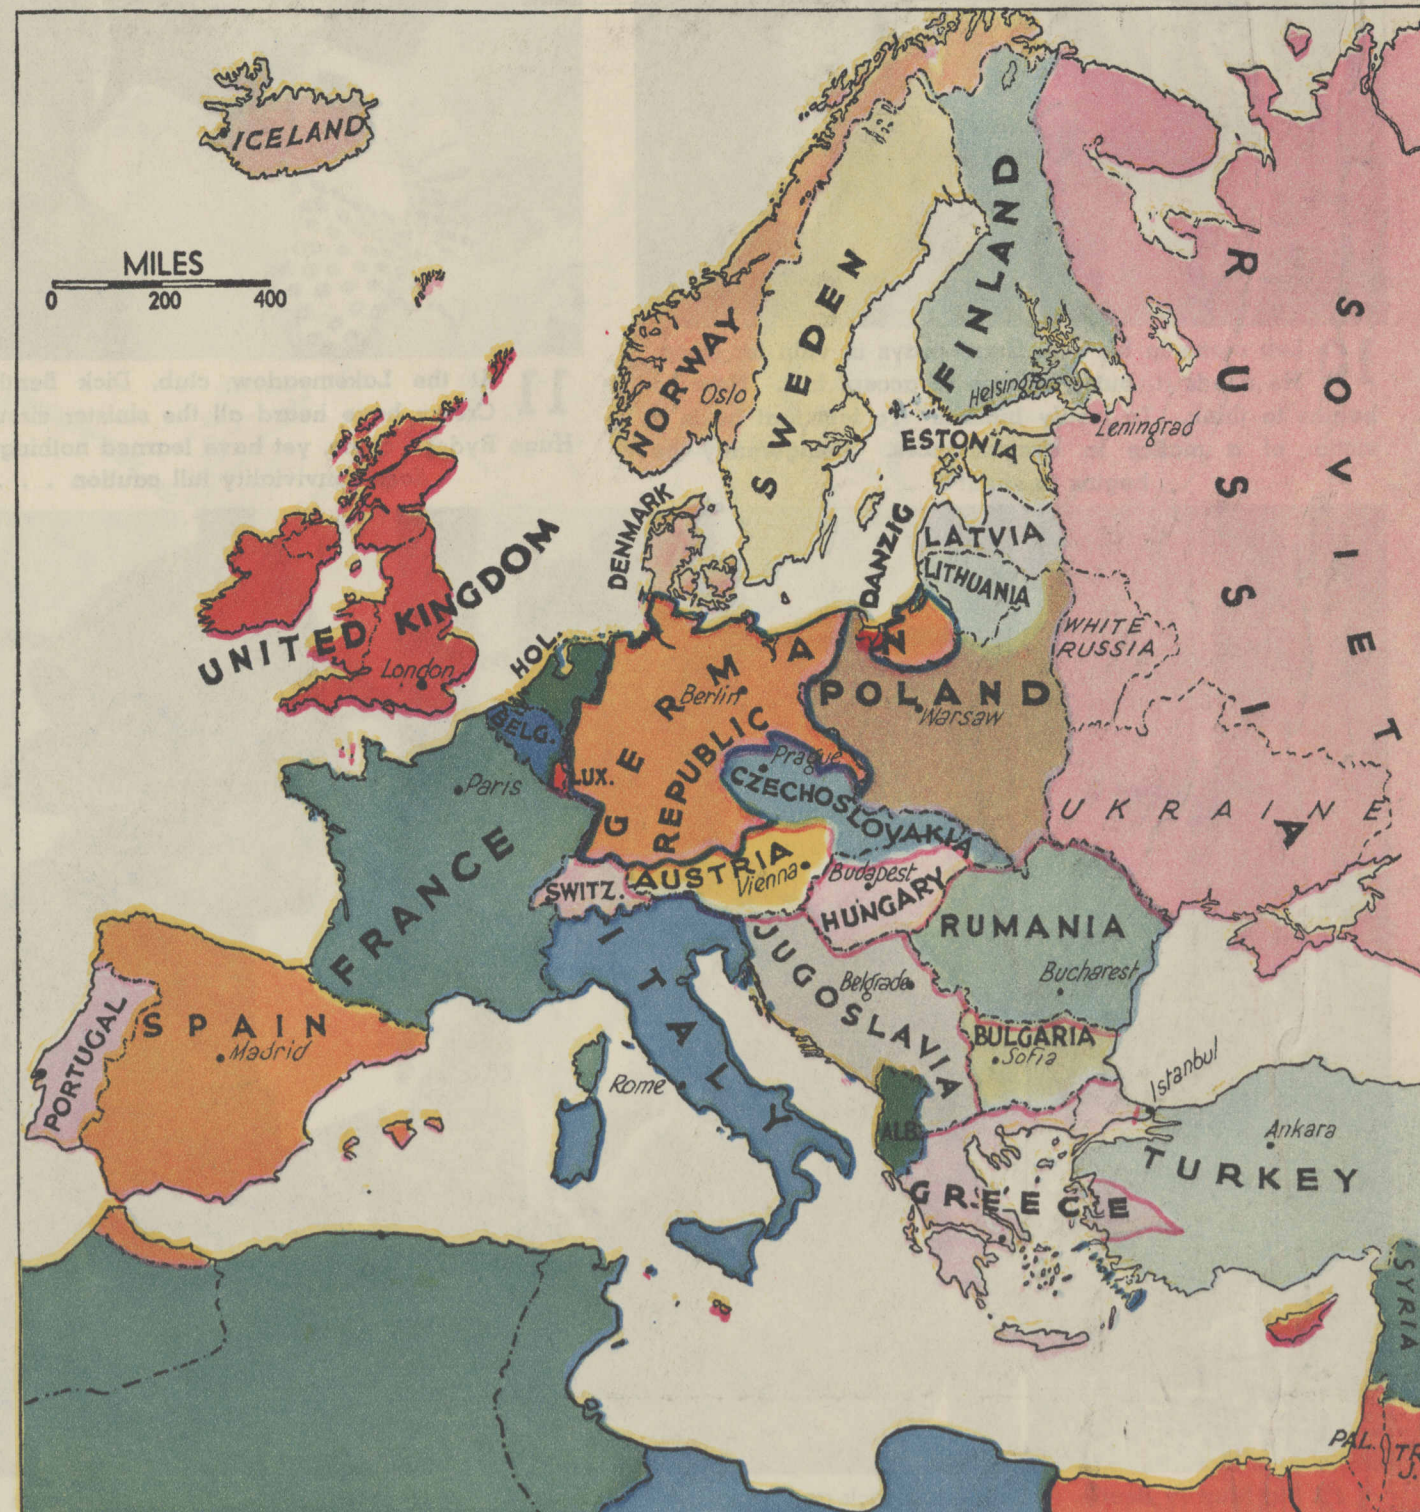 ICELAND
MILES
0 200 400
NORWAY
Oslo
SWEDEN
FINLAND
Helsingfors
Leningrad
SOVIET
RUSSIA
ESTONIA
LATVIA
LITHUANIA
DANZIG
DENMARK
UNITED KINGDOM
London
HOL.
BELG.
LUX.
GERMAN
REPUBLIC
Berlin
POLAND
Warsaw
WHITE
RUSSIA
UKRAINE
Prague
CZECHOSLOVAKIA
Paris
FRANCE
SWITZ.
AUSTRIA
Vienna
Budapest
HUNGARY
RUMANIA
Bucharest
JUGOSLAVIA
Belgrade
BULGARIA
Sofia
ITALY
Rome
SPAIN
Madrid
PORTUGAL
ALB.
GREECE
Istanbul
Ankara
TURKEY
SYRIA
PAL.
TR
J.
11